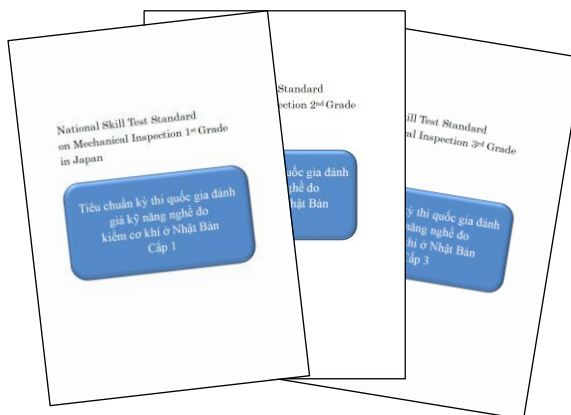 National Skill Test Standard
on Mechanical Inspection 1st Grade
in Japan
Tiêu chuẩn kỳ thi quốc gia đánh
giá kỹ năng nghề đo
kiểm cơ khí ở Nhật Bản
Cấp 1
Standard
ection 2nd Grade
uốc gia đánh
ghề đo
Nhật Bản
ill Test Standard
al Inspection 3rd Grade
kỳ thi quốc gia đánh
năng nghề đo
khí ở Nhật Bản
Cấp 3